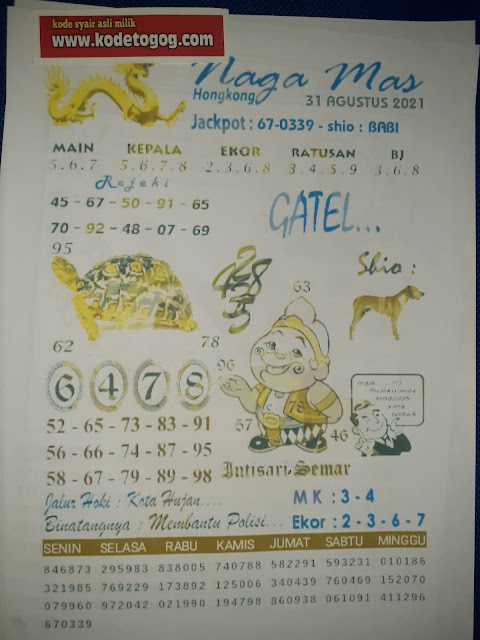 kode syair asli milik
www.kodetogog.com
Naga Mas
Hongkong
31 AGUSTUS 2021
Jackpot : 67-0339 - shio : BABI
MAIN KEPALA EKOR RATUSAN BJ
5.6.7 5.6.7.8 2.3.6.8 3.4.5.9 3.6.8
Rejeki
45 - 67 - 50 - 91 - 65
70 - 92 - 48 - 07 - 69
GATEL...
95
Shio :
63
62
78
96
6 4 7 8
78
57
46
52 - 65 - 73 - 83 - 91
56 - 66 - 74 - 87 - 95
58 - 67 - 79 - 89 - 98
Intisari Semar
Jalur Hoki : Kota Hujan....
M K : 3 - 4
Binatangnya : Membantu Polisi...
Ekor : 2 - 3 - 6 - 7
SENIN SELASA RABU KAMIS JUMAT SABTU MINGGU
846873 295983 838005 740788 582291 593231 010186
321985 769229 173892 125006 340439 760469 152070
079960 972042 021990 194798 860938 061091 411296
670339